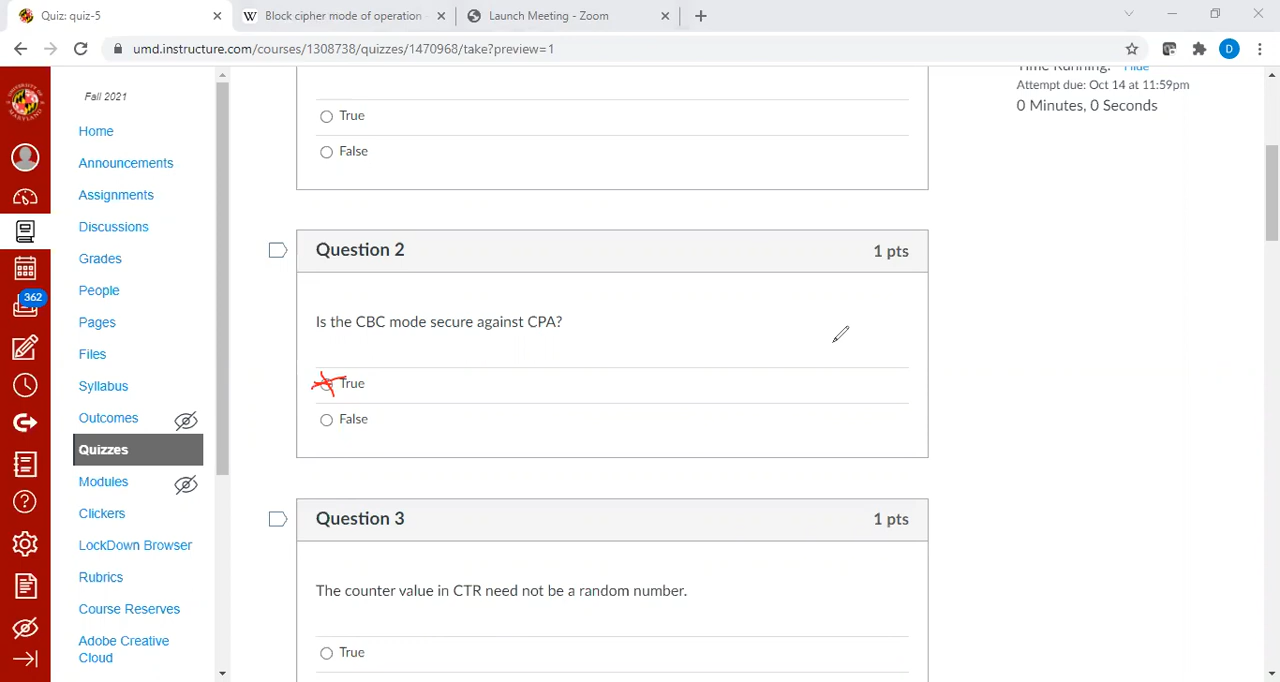 Quiz: quiz-5
Block cipher mode of operation
Launch Meeting - Zoom
umd.instructure.com/courses/1308738/quizzes/1470968/take?preview=1
D
Fall 2021
Home
Announcements
Assignments
Discussions
Grades
People
Pages
Files
Syllabus
Outcomes
Quizzes
Modules
Clickers
LockDown Browser
Rubrics
Course Reserves
Adobe Creative
Cloud
362
True
False
Question 2
1 pts
Is the CBC mode secure against CPA?
True
False
Question 3
1 pts
The counter value in CTR need not be a random number.
True
Time Running: Hide
Attempt due: Oct 14 at 11:59pm
0 Minutes, 0 Seconds